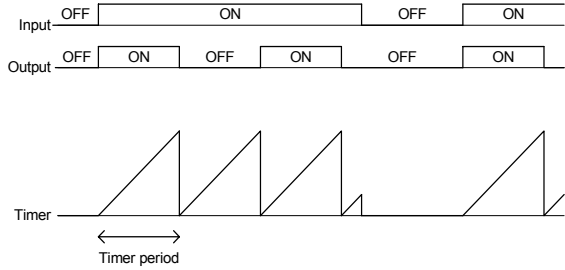 OFF ON OFF ON
Input
OFF ON OFF ON OFF ON
Output
Timer
Timer period